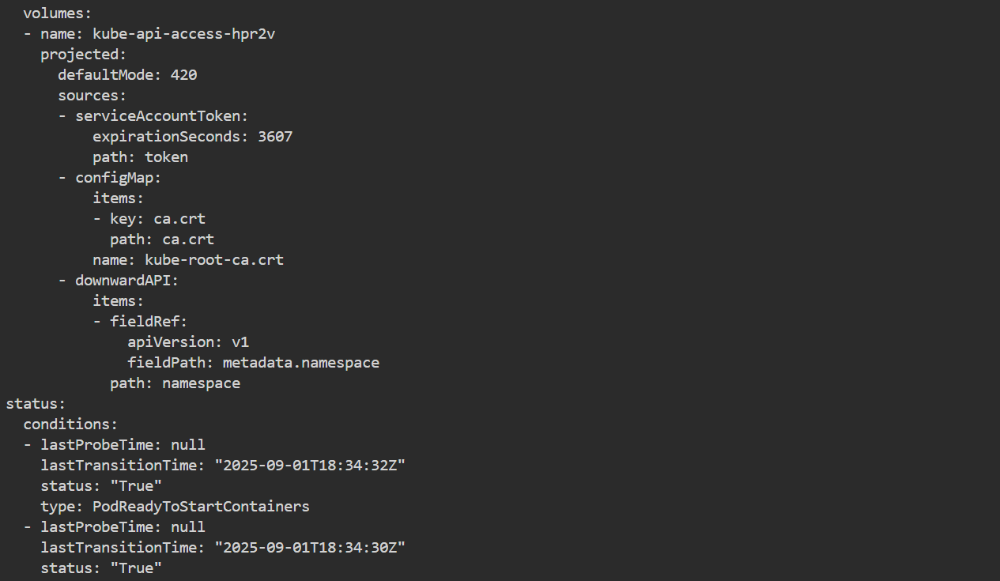 volumes:
- name: kube-api-access-hpr2v
projected:
defaultMode: 420
sources:
- serviceAccountToken:
expirationSeconds: 3607
path: token
- configMap:
items:
- key: ca.crt
path: ca.crt
name: kube-root-ca.crt
- downwardAPI:
items:
- fieldRef:
apiVersion: v1
fieldPath: metadata.namespace
path: namespace
status:
conditions:
- lastProbeTime: null
lastTransitionTime: "2025-09-01T18:34:32Z"
status: "True"
type: PodReadyToStartContainers
- lastProbeTime: null
lastTransitionTime: "2025-09-01T18:34:30Z"
status: "True"